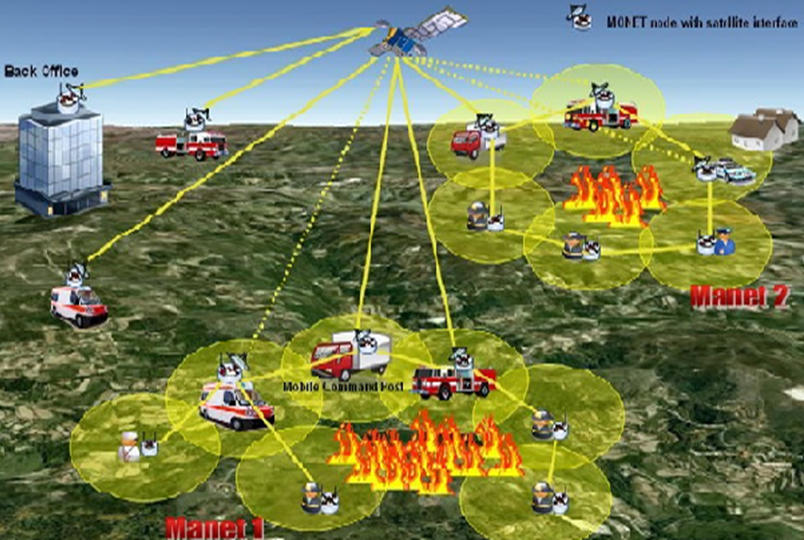 MONET node with satellite interface
Back Office
Manet 2
Mobile Command Post
Manet 1